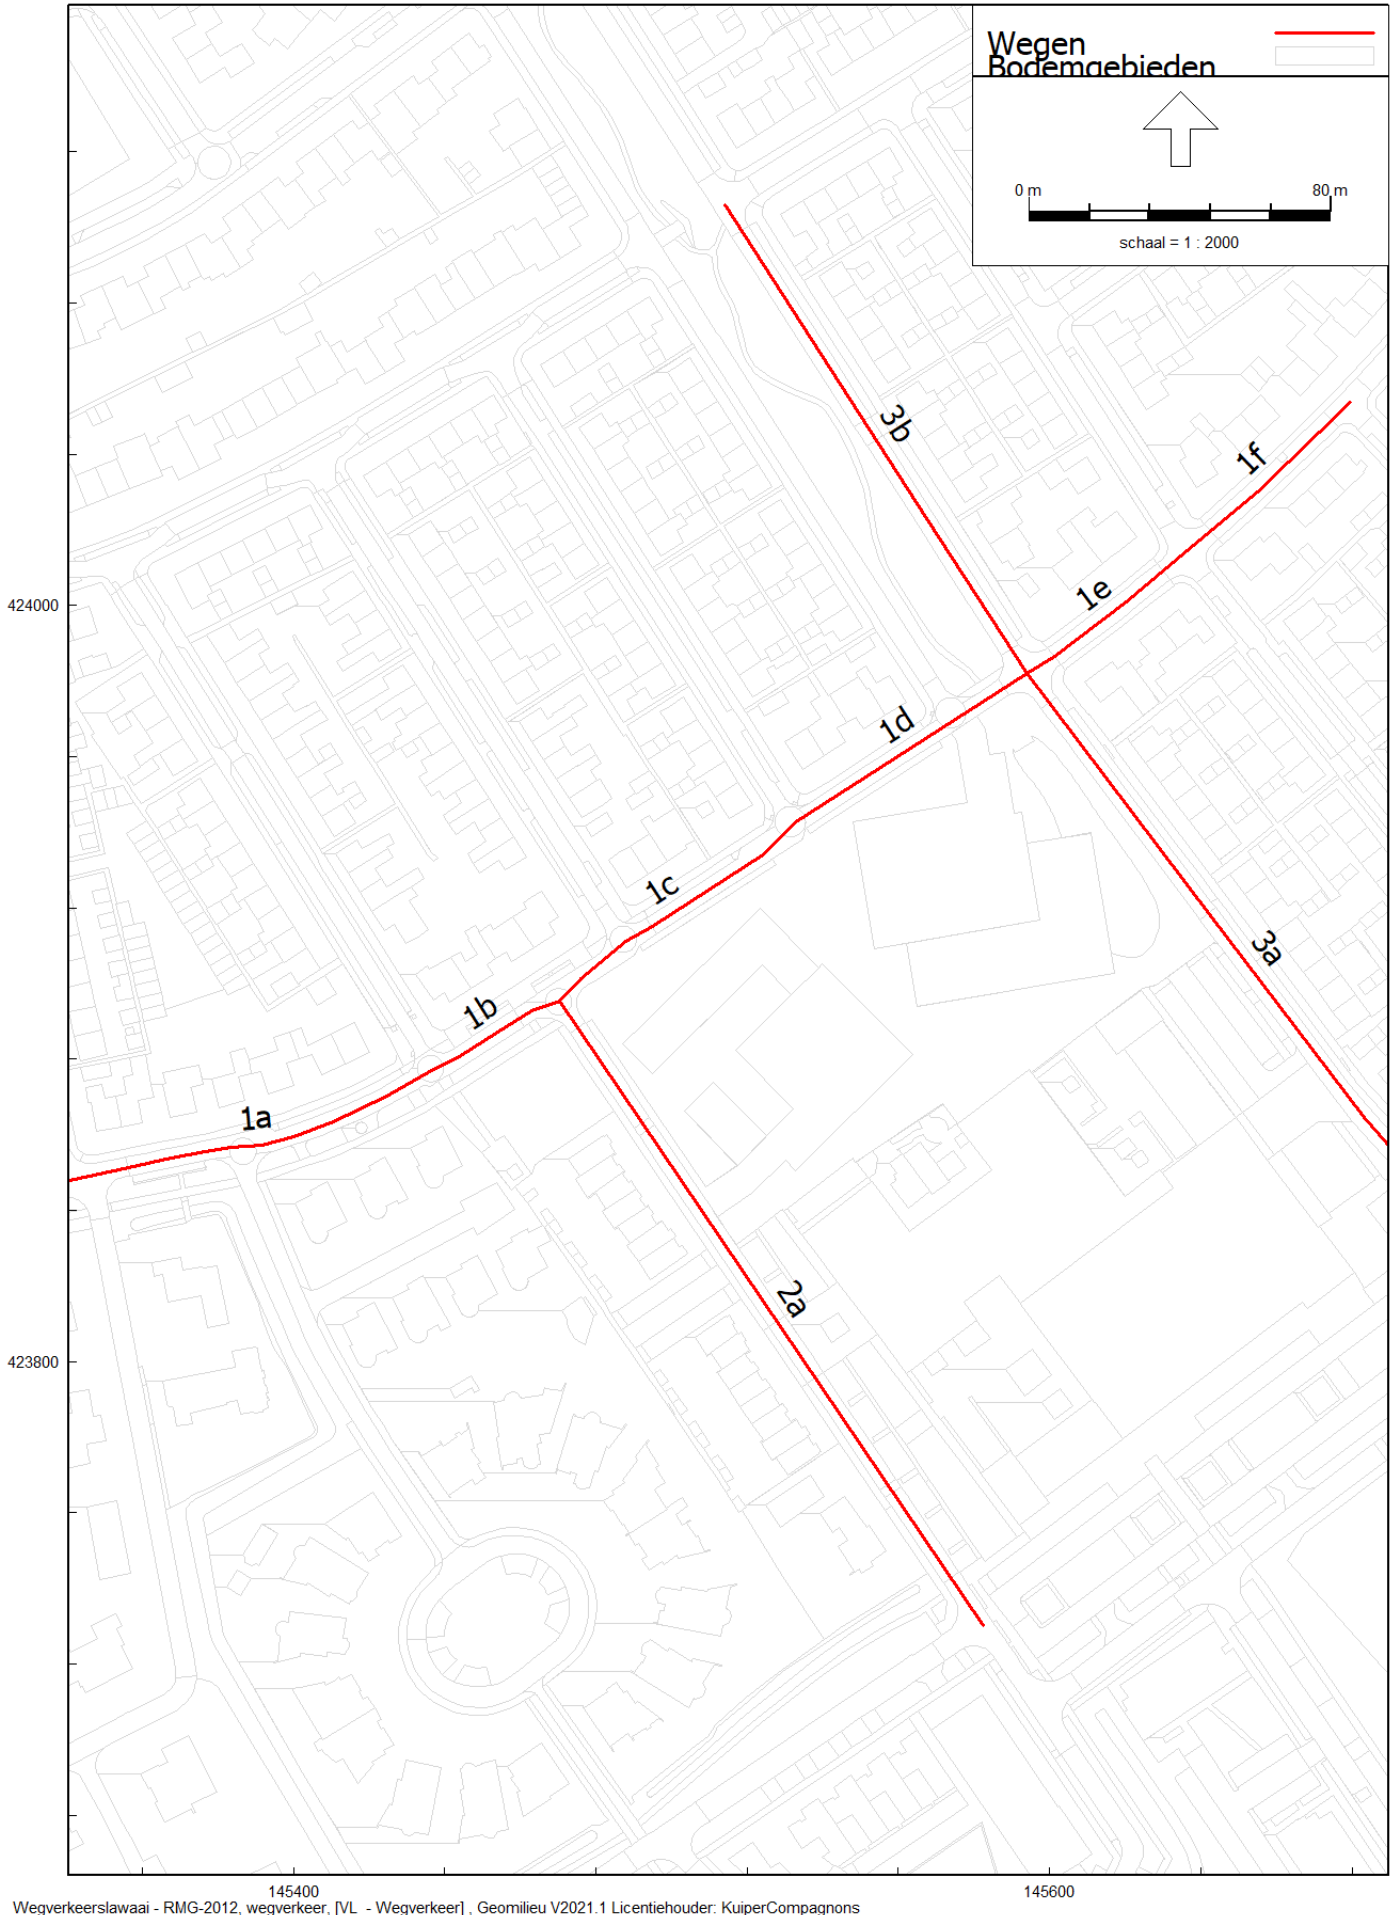 Wegen
Bodemgebieden
0 m 80 m
schaal = 1 : 2000
3b
1f
1e
424000
1d
1c
3a
1b
1a
2a
423800
145400 145600
Wegverkeerslawaai - RMG-2012, wegverkeer, [VL - Wegverkeer] , Geomilieu V2021.1 Licentiehouder: KuiperCompagnons